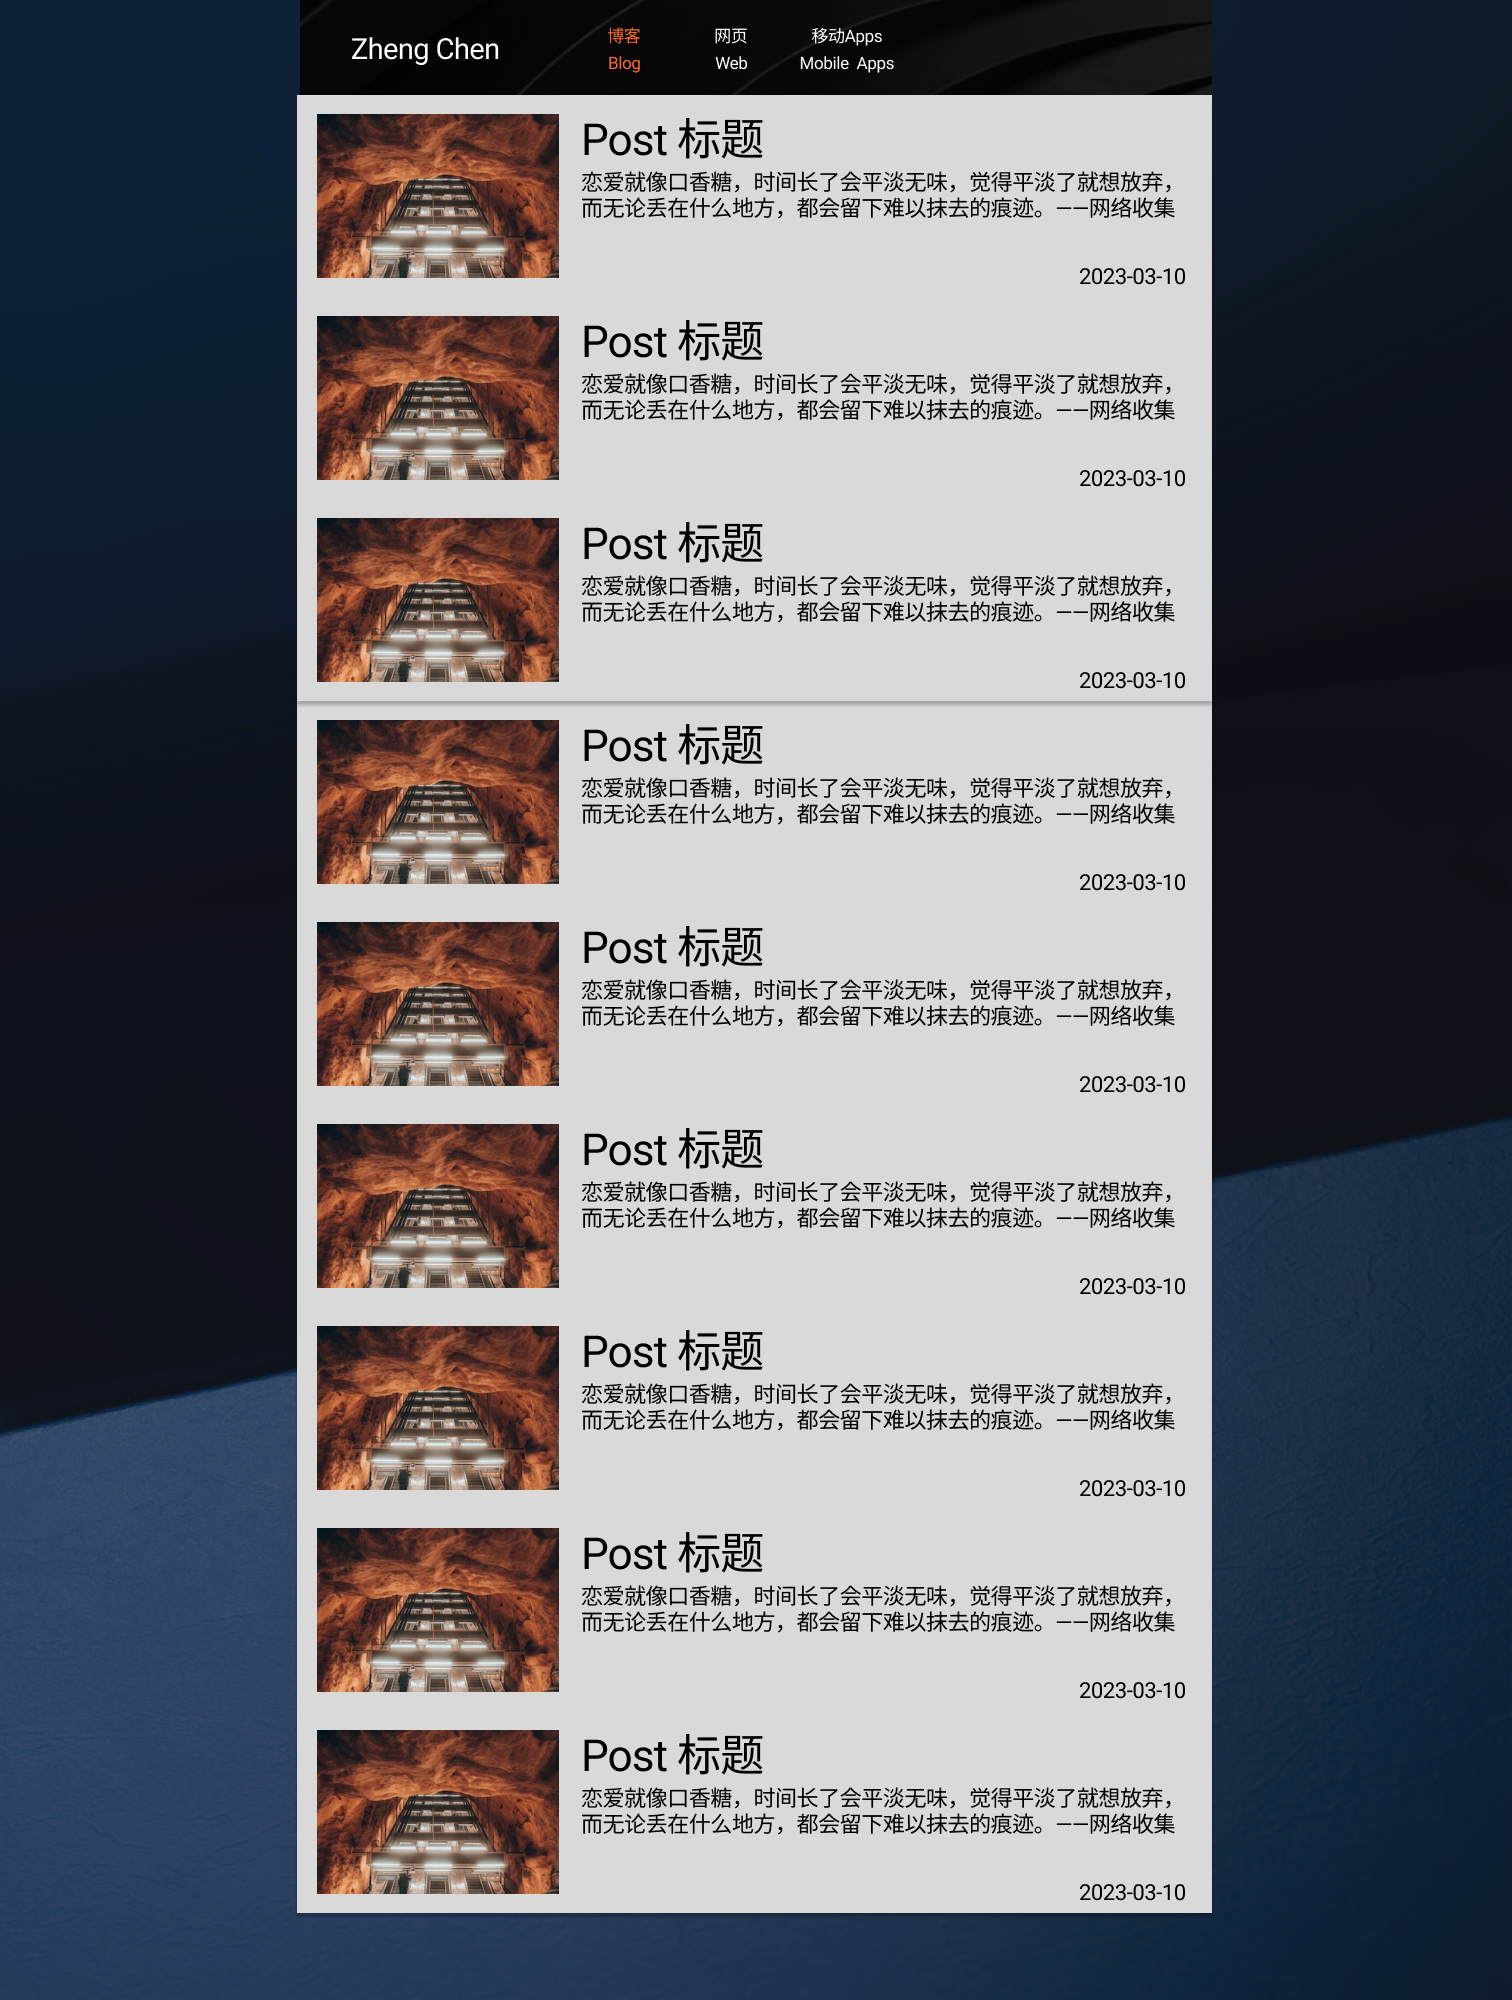 Zheng Chen
博客 网页 移动Apps
Blog Web Mobile Apps
Post 标题
恋爱就像口香糖，时间长了会平淡无味，觉得平淡了就想放弃，
而无论丢在什么地方，都会留下难以抹去的痕迹。——网络收集
2023-03-10
Post 标题
恋爱就像口香糖，时间长了会平淡无味，觉得平淡了就想放弃，
而无论丢在什么地方，都会留下难以抹去的痕迹。——网络收集
2023-03-10
Post 标题
恋爱就像口香糖，时间长了会平淡无味，觉得平淡了就想放弃，
而无论丢在什么地方，都会留下难以抹去的痕迹。——网络收集
2023-03-10
Post 标题
恋爱就像口香糖，时间长了会平淡无味，觉得平淡了就想放弃，
而无论丢在什么地方，都会留下难以抹去的痕迹。——网络收集
2023-03-10
Post 标题
恋爱就像口香糖，时间长了会平淡无味，觉得平淡了就想放弃，
而无论丢在什么地方，都会留下难以抹去的痕迹。——网络收集
2023-03-10
Post 标题
恋爱就像口香糖，时间长了会平淡无味，觉得平淡了就想放弃，
而无论丢在什么地方，都会留下难以抹去的痕迹。——网络收集
2023-03-10
Post 标题
恋爱就像口香糖，时间长了会平淡无味，觉得平淡了就想放弃，
而无论丢在什么地方，都会留下难以抹去的痕迹。——网络收集
2023-03-10
Post 标题
恋爱就像口香糖，时间长了会平淡无味，觉得平淡了就想放弃，
而无论丢在什么地方，都会留下难以抹去的痕迹。——网络收集
2023-03-10
Post 标题
恋爱就像口香糖，时间长了会平淡无味，觉得平淡了就想放弃，
而无论丢在什么地方，都会留下难以抹去的痕迹。——网络收集
2023-03-10